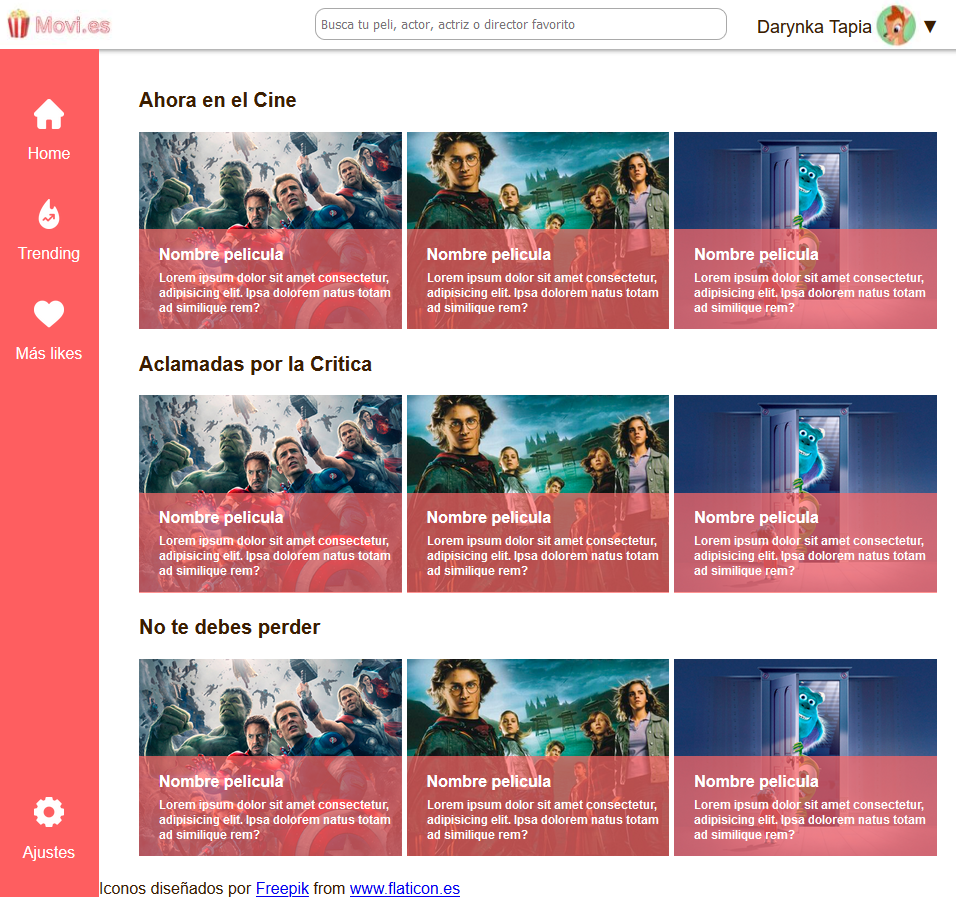 Movi.es
Busca tu peli, actor, actriz o director favorito
Darynka Tapia ▼
Home
Trending
Más likes
Ajustes
Ahora en el Cine
Nombre pelicula
Lorem ipsum dolor sit amet consectetur,
adipisicing elit. Ipsa dolorem natus totam
ad similique rem?
Nombre pelicula
Lorem ipsum dolor sit amet consectetur,
adipisicing elit. Ipsa dolorem natus totam
ad similique rem?
Nombre pelicula
Lorem ipsum dolor sit amet consectetur,
adipisicing elit. Ipsa dolorem natus totam
ad similique rem?
Aclamadas por la Critica
Nombre pelicula
Lorem ipsum dolor sit amet consectetur,
adipisicing elit. Ipsa dolorem natus totam
ad similique rem?
Nombre pelicula
Lorem ipsum dolor sit amet consectetur,
adipisicing elit. Ipsa dolorem natus totam
ad similique rem?
Nombre pelicula
Lorem ipsum dolor sit amet consectetur,
adipisicing elit. Ipsa dolorem natus totam
ad similique rem?
No te debes perder
Nombre pelicula
Lorem ipsum dolor sit amet consectetur,
adipisicing elit. Ipsa dolorem natus totam
ad similique rem?
Nombre pelicula
Lorem ipsum dolor sit amet consectetur,
adipisicing elit. Ipsa dolorem natus totam
ad similique rem?
Nombre pelicula
Lorem ipsum dolor sit amet consectetur,
adipisicing elit. Ipsa dolorem natus totam
ad similique rem?
Iconos diseñados por Freepik from www.flaticon.es